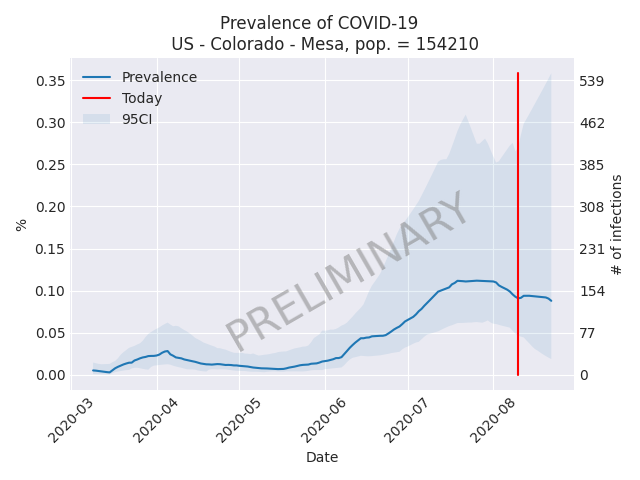 Prevalence of COVID-19
US - Colorado - Mesa, pop. = 154210
Prevalence
Today
95CI
0.35
0.30
0.25
0.20
0.15
0.10
0.05
0.00
%
539
462
385
308
231
154
77
0
# of infections
PRELIMINARY
2020-03
2020-04
2020-05
2020-06
2020-07
2020-08
Date